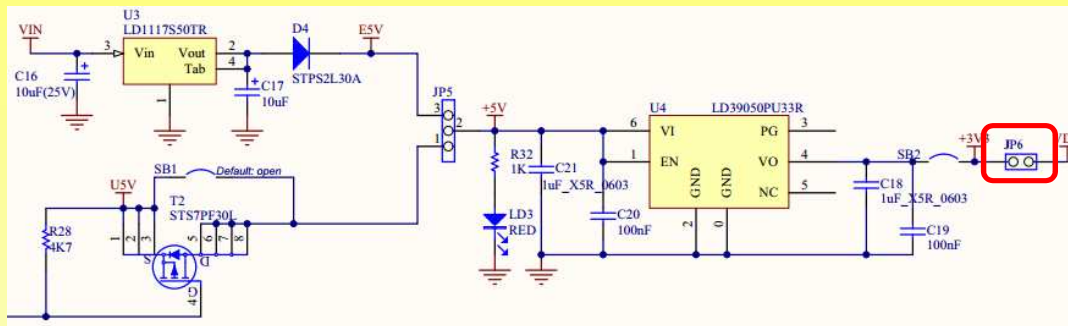 U3
LD1117S50TR
VIN
3
Vin
Vout
2
Tab
4
1
C16
10uF(25V)
C17
10uF
D4
STPS2L30A
E5V
JP5
3
2
1
+5V
SB1
Default: open
U5V
T2
STS7PF30L
R28
4K7
1
2
3
S
5
6
7
8
D
G
4
R32
1K
LD3
RED
C21
1uF_X5R_0603
C20
100nF
U4
LD39050PU33R
6
VI
1
EN
GND
2
GND
0
PG
3
VO
4
NC
5
SB2
C18
1uF_X5R_0603
C19
100nF
+3V3
JP6